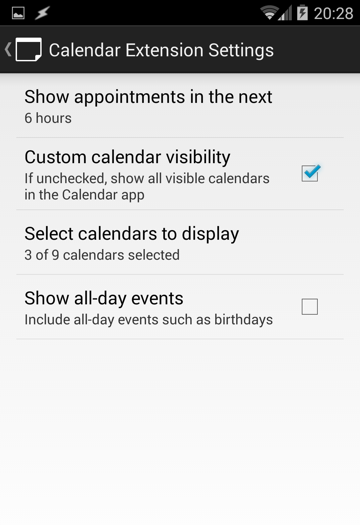 20:28
Calendar Extension Settings
Show appointments in the next
6 hours
Custom calendar visibility
If unchecked, show all visible calendars
in the Calendar app
Select calendars to display
3 of 9 calendars selected
Show all-day events
Include all-day events such as birthdays